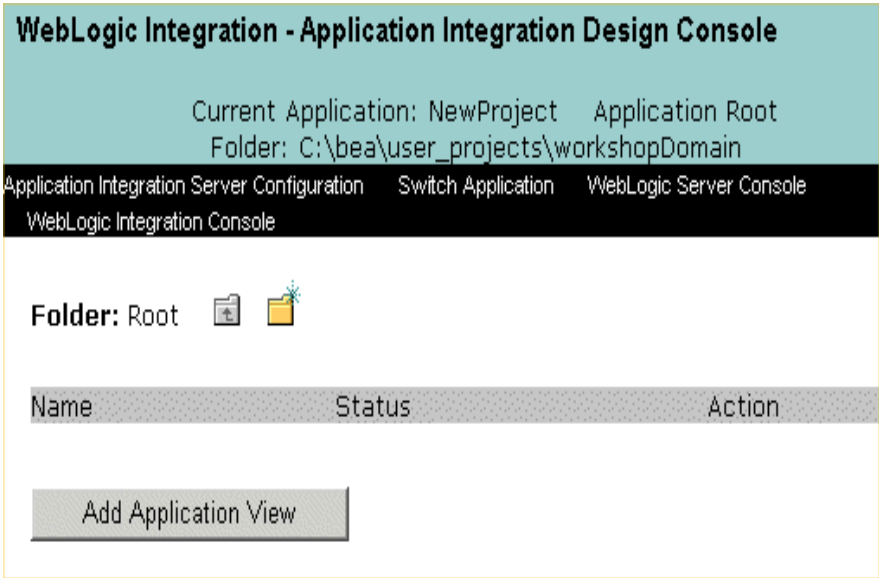 WebLogic Integration - Application Integration Design Console
Current Application: NewProject Application Root
Folder: C:\bea\user_projects\workshopDomain
Application Integration Server Configuration Switch Application WebLogic Server Console
WebLogic Integration Console
Folder: Root
Name Status Action
Add Application View